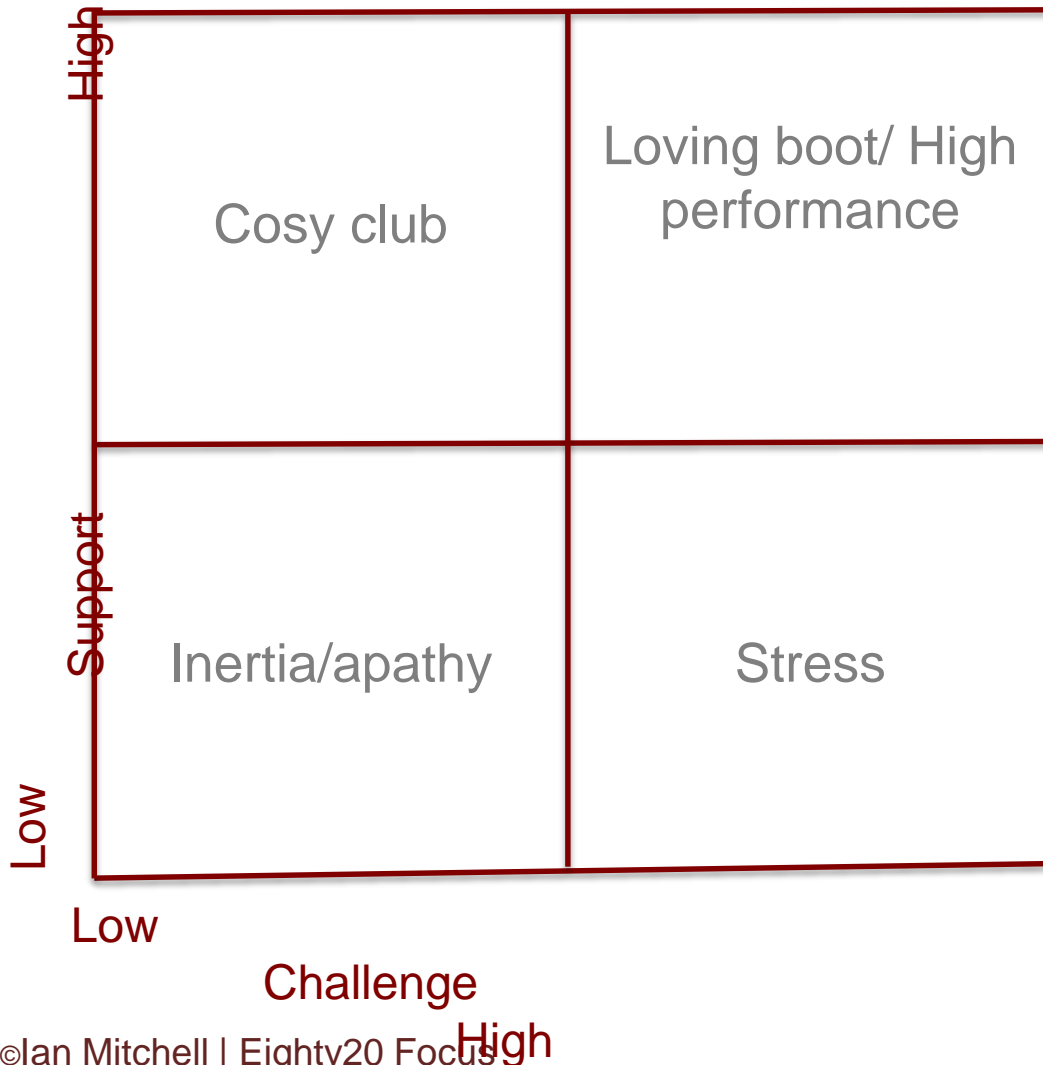 High
Loving boot/ High
performance
Cosy club
Support
Inertia/apathy
Stress
Low
Low
Challenge
High
©Ian Mitchell | Eighty20 Focus